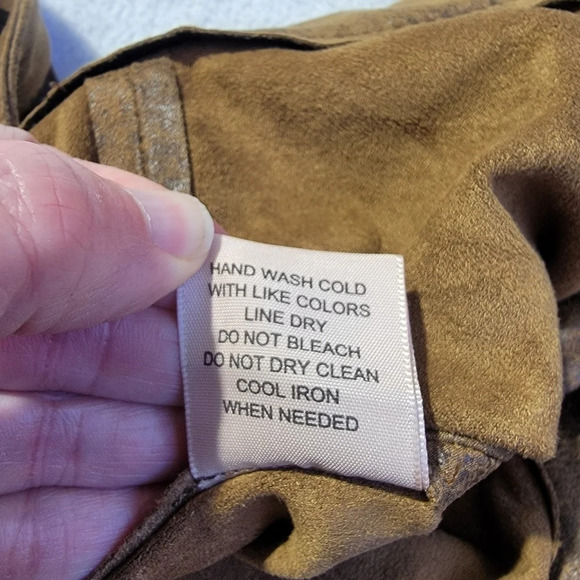 HAND WASH COLD
WITH LIKE COLORS
LINE DRY
DO NOT BLEACH
DO NOT DRY CLEAN
COOL IRON
WHEN NEEDED